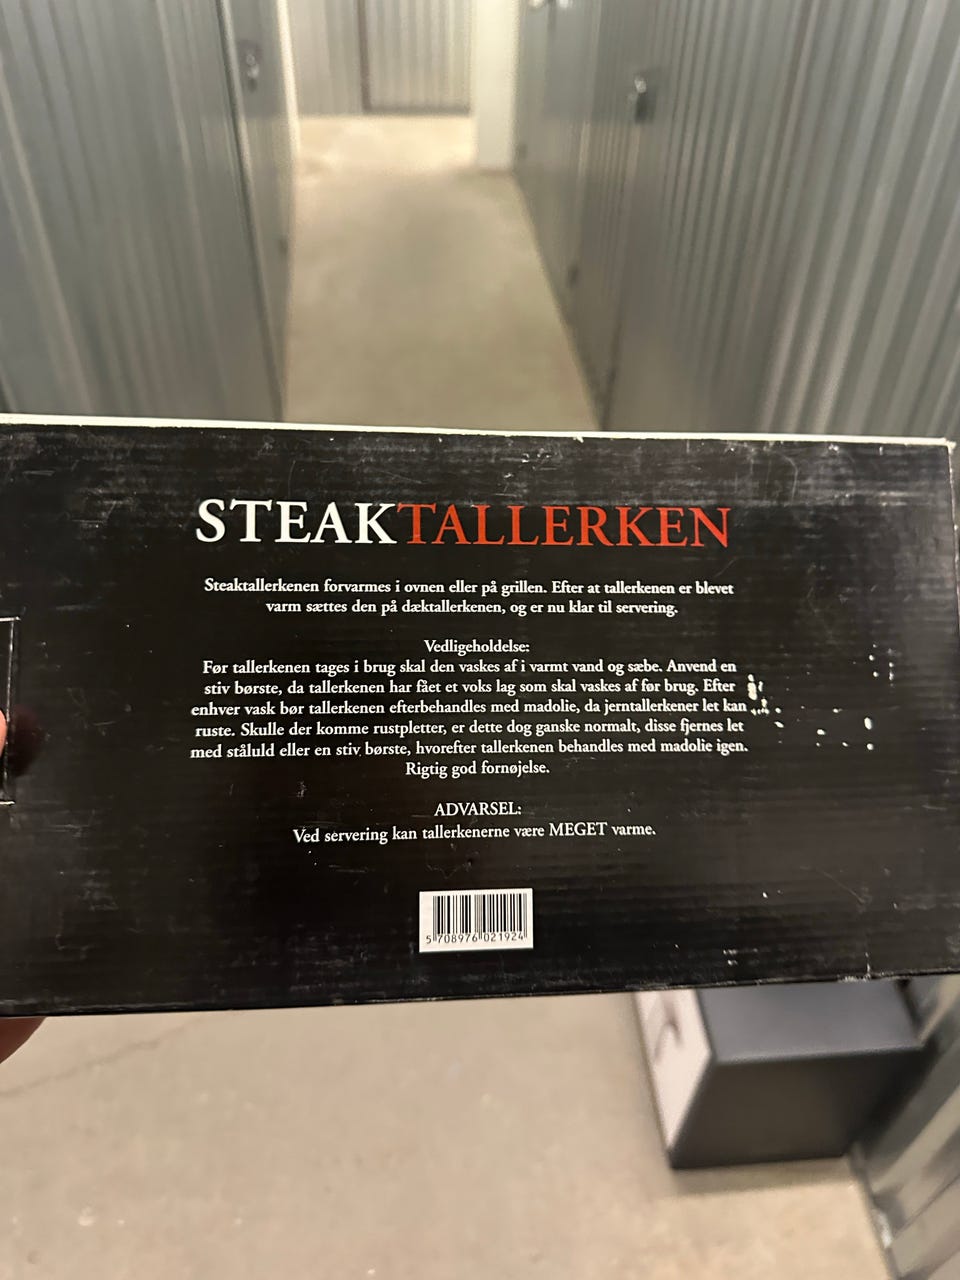 STEAKTALLERKEN
Steaktallerkenen forvarmes i ovnen eller på grillen. Efter at tallerkenen er blevet
varm sættes den på dæktallerkenen, og er nu klar til servering.
Vedligeholdelse:
Før tallerkenen tages i brug skal den vaskes af i varmt vand og sæbe. Anvend en
stiv børste, da tallerkenen har fået et voks lag som skal vaskes af før brug. Efter
enhver vask bør tallerkenen efterbehandles med madolie, da jerntallerkener let kan
ruste. Skulle der komme rustpletter, er dette dog ganske normalt, disse fjernes let
med ståluld eller en stiv børste, hvorefter tallerkenen behandles med madolie igen.
Rigtig god fornøjelse.
ADVARSEL:
Ved servering kan tallerkenerne være MEGET varme.
5 708976 021924